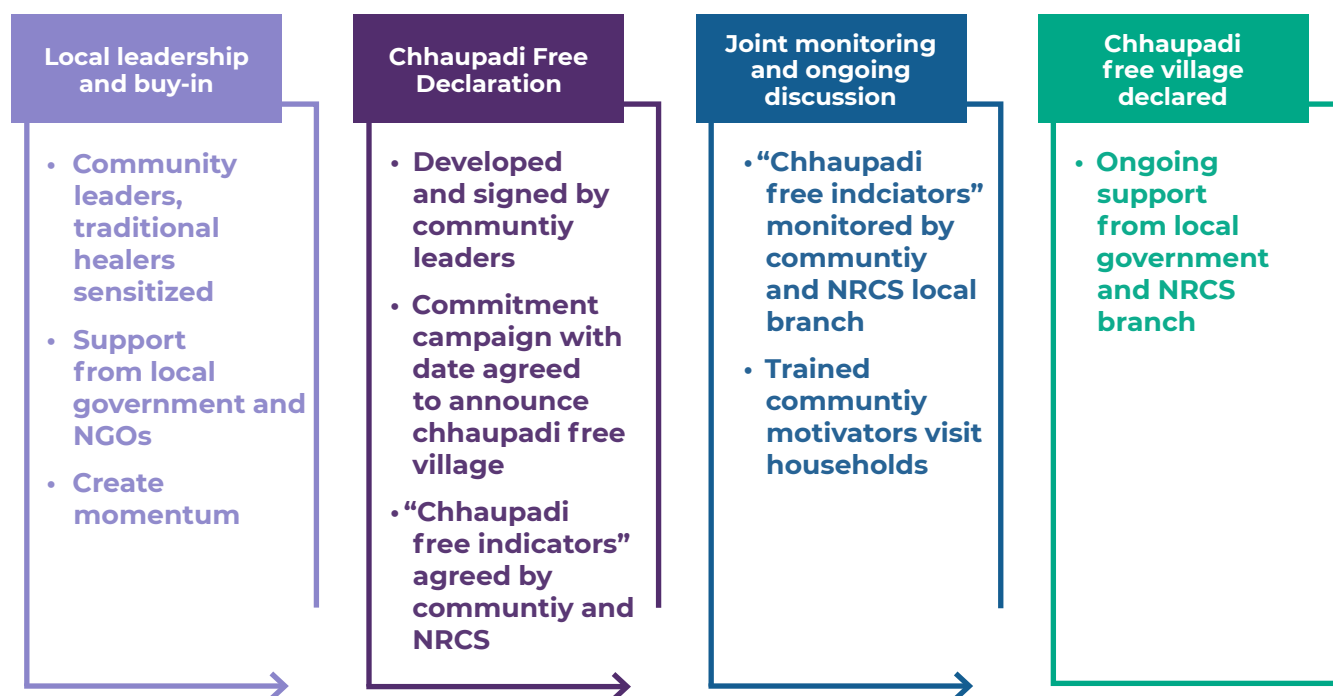 Local leadership
and buy-in
• Community
leaders,
traditional
healers
sensitized
• Support
from local
government and
NGOs
• Create
momentum
Chhaupadi Free
Declaration
• Developed
and signed by
communtiy
leaders
• Commitment
campaign with
date agreed
to announce
chhaupadi free
village
• “Chhaupadi
free indicators”
agreed by
communtiy and
NRCS
Joint monitoring
and ongoing
discussion
• “Chhaupadi
free indciators”
monitored by
communtiy
and NRCS local
branch
• Trained
communtiy
motivators visit
households
Chhaupadi
free village
declared
• Ongoing
support
from local
government
and NRCS
branch